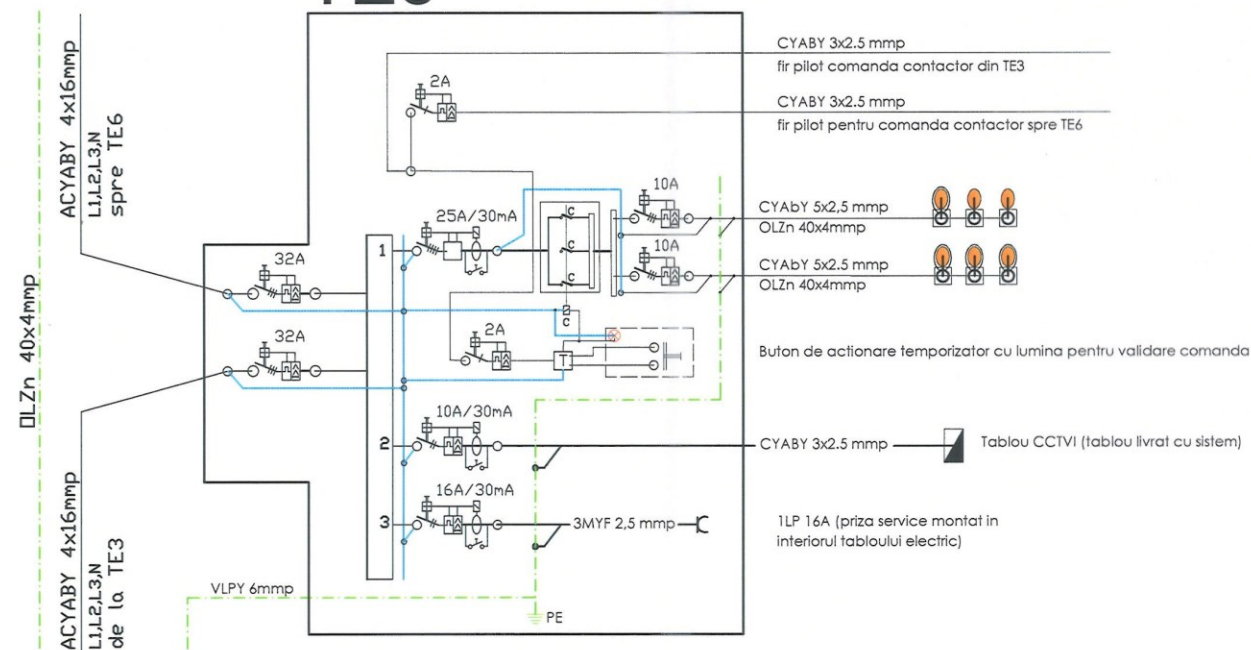 CYABY 3x2.5 mmp
fir pilot comanda contactor din TE3
2A
CYABY 3x2.5 mmp
fir pilot pentru comanda contactor spre TE6
ACYABY 4x16mmp
L1,L2,L3,N
spre TE6
10A
25A/30mA
CYAbY 5x2,5 mmp
OLZn 40x4mmp
C
1
10A
C
32A
CYAbY 5x2.5 mmp
OLZn 40x4mmp
C
OLZn 40x4mmp
C
32A
2A
T
Buton de actionare temporizator cu lumina pentru validare comanda
10A/30mA
2
CYABY 3x2.5 mmp
Tablou CCTVI (tablou livrat cu sistem)
16A/30mA
3
3MYF 2,5 mmp
1LP 16A (priza service montat in
interiorul tabloului electric)
ACYABY 4x16mmp
L1,L2,L3,N
de la TE3
VLPY 6mmp
PE